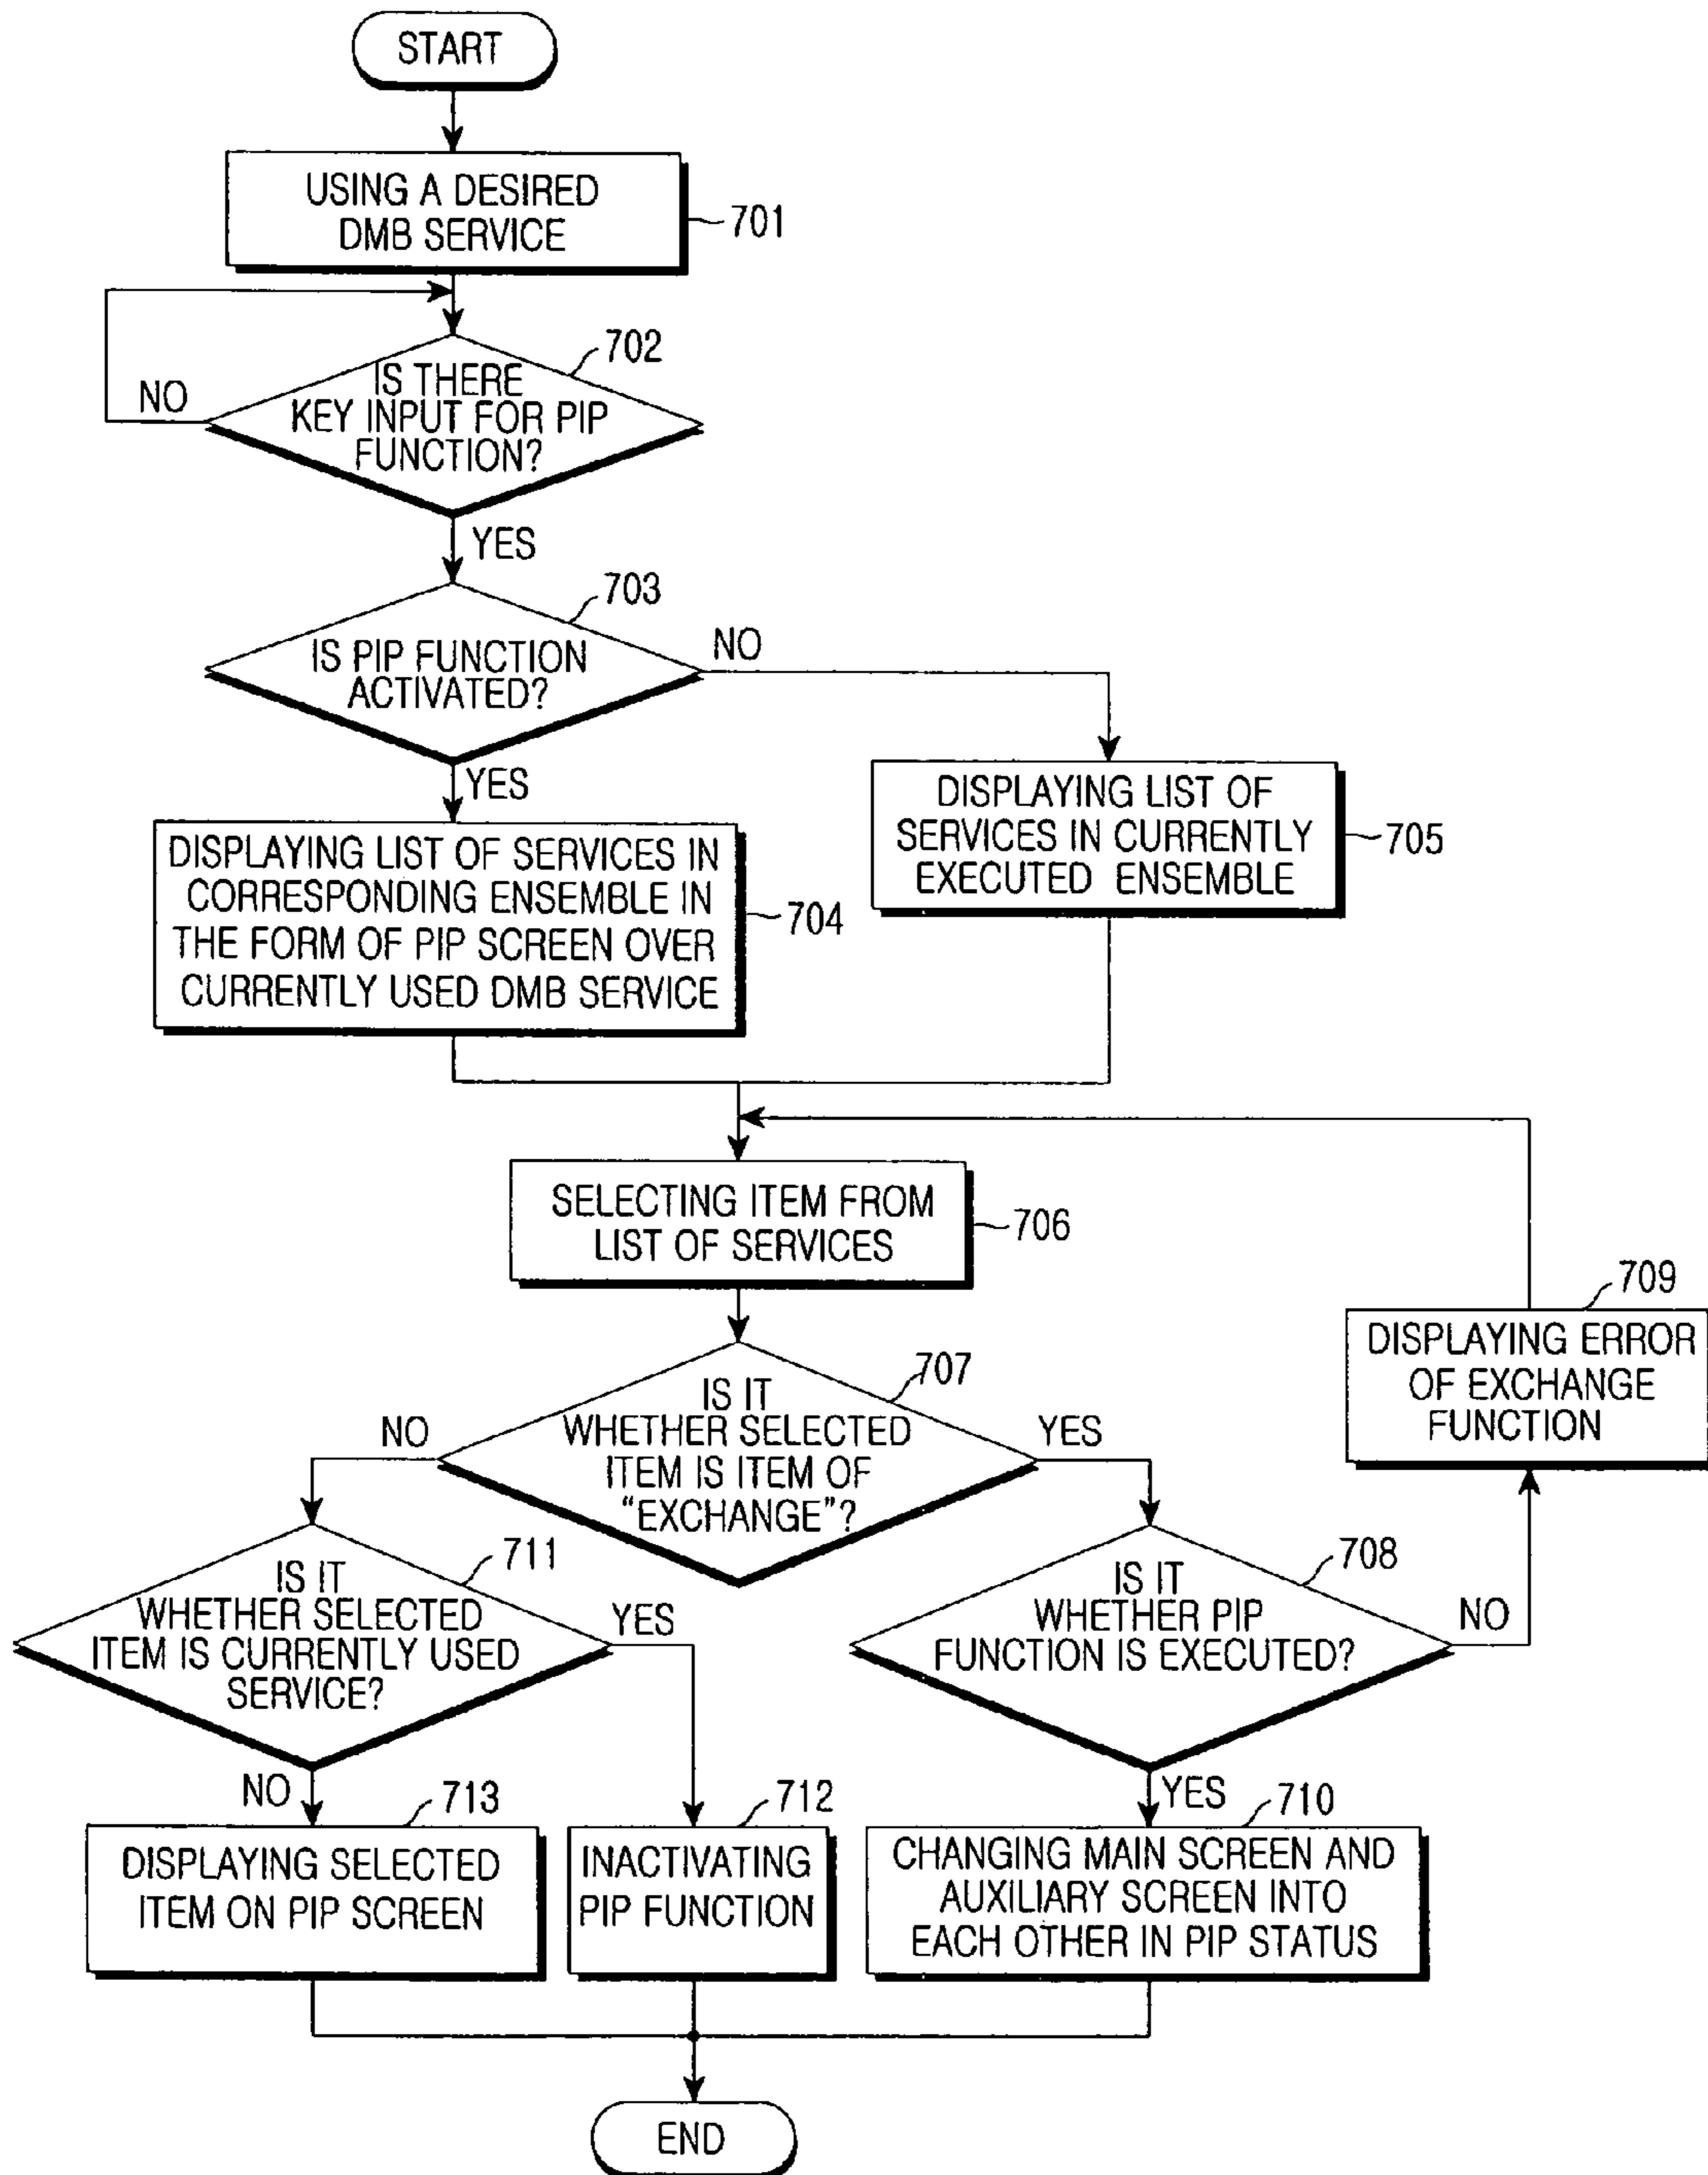 START
USING A DESIRED
DMB SERVICE
701
702
IS THERE
KEY INPUT FOR PIP
FUNCTION?
NO
YES
703
IS PIP FUNCTION
ACTIVATED?
NO
YES
DISPLAYING LIST OF SERVICES IN
CORRESPONDING ENSEMBLE IN
THE FORM OF PIP SCREEN OVER
CURRENTLY USED DMB SERVICE
704
DISPLAYING LIST OF
SERVICES IN CURRENTLY
EXECUTED ENSEMBLE
705
SELECTING ITEM FROM
LIST OF SERVICES
706
709
DISPLAYING ERROR
OF EXCHANGE
FUNCTION
707
IS IT
WHETHER SELECTED
ITEM IS ITEM OF
“EXCHANGE”?
NO
YES
711
IS IT
WHETHER SELECTED
ITEM IS CURRENTLY USED
SERVICE?
YES
NO
708
IS IT
WHETHER PIP
FUNCTION IS EXECUTED?
NO
YES
713
DISPLAYING SELECTED
ITEM ON PIP SCREEN
712
INACTIVATING
PIP FUNCTION
710
CHANGING MAIN SCREEN AND
AUXILIARY SCREEN INTO
EACH OTHER IN PIP STATUS
END